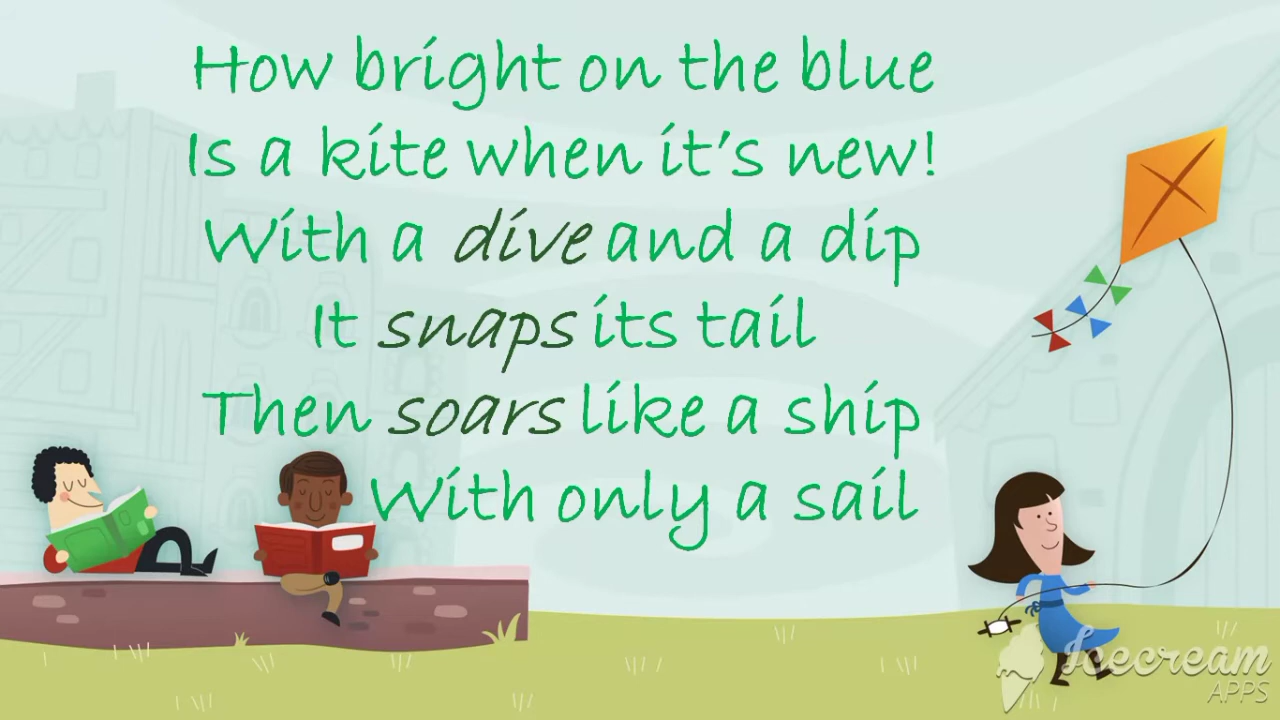 How bright on the blue
Is a kite when it's new!
With a dive and a dip
It snaps its tail
Then soars like a ship
With only a sail
Icecream
APPS